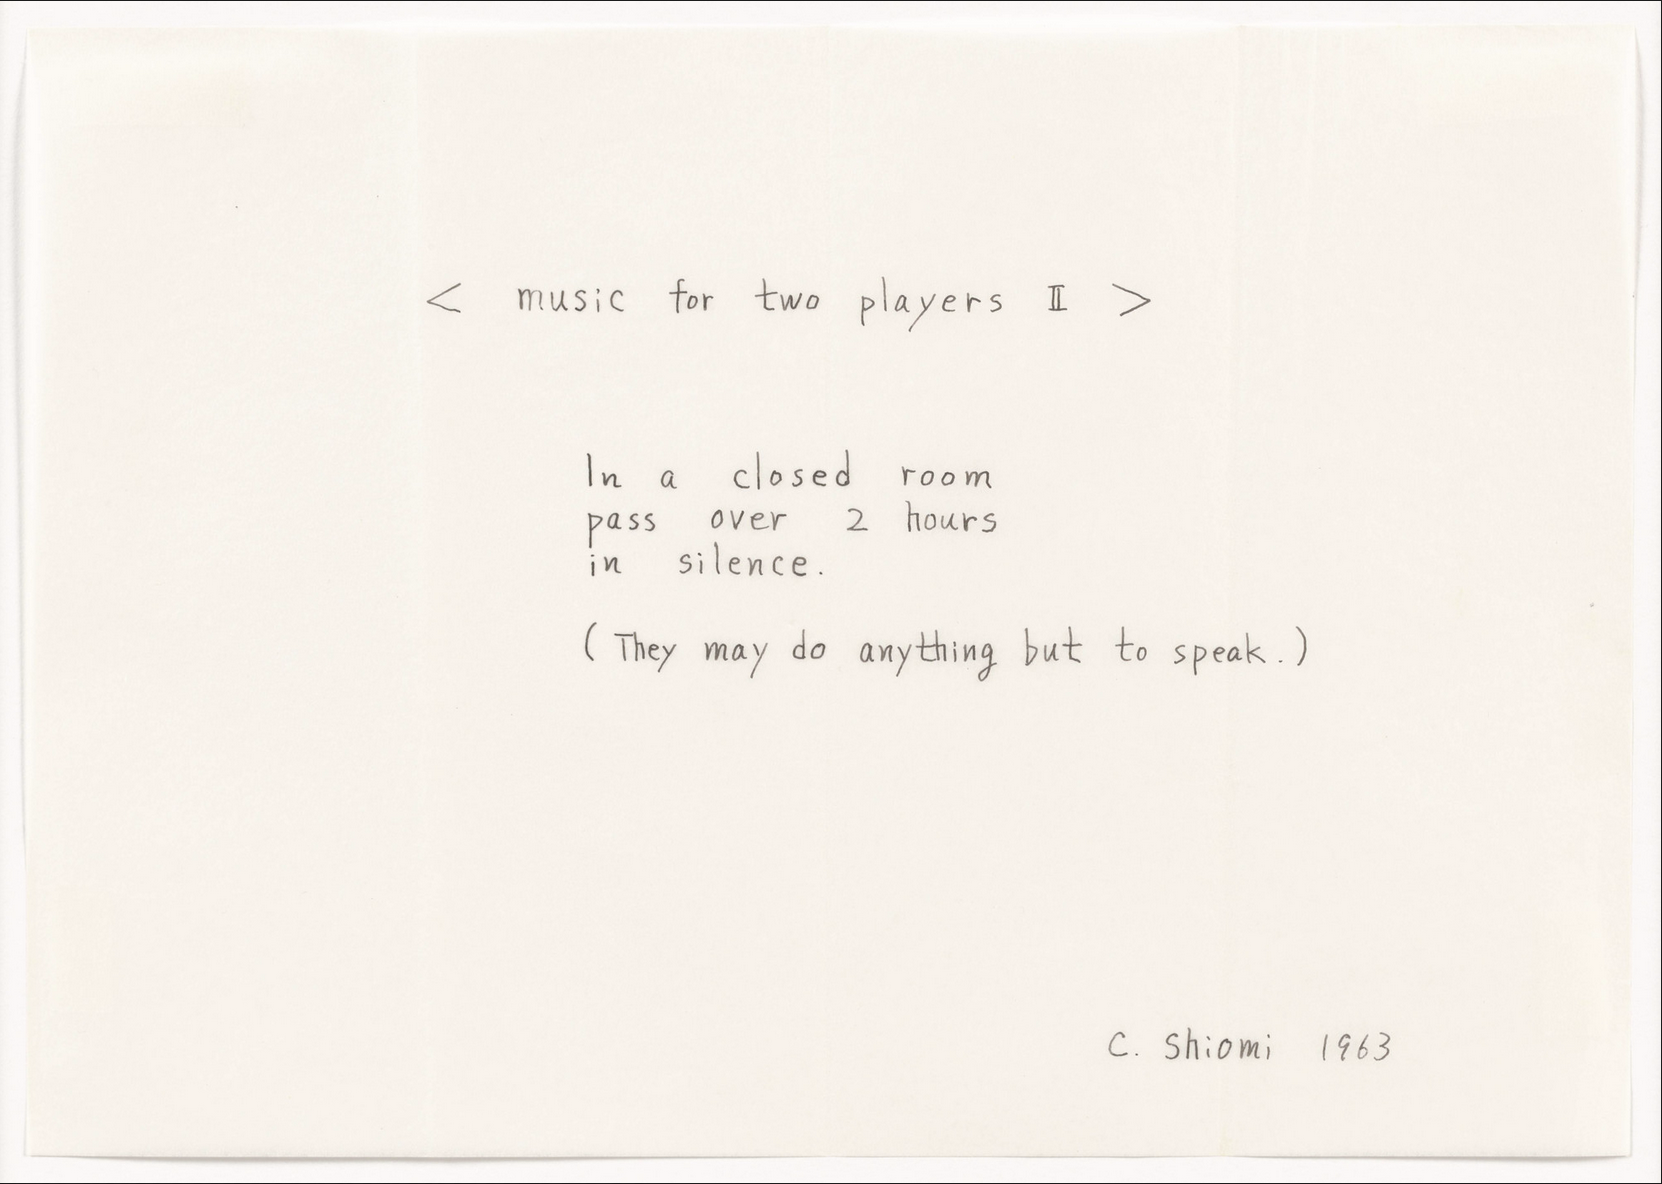 < music for two players II >
In a closed room
pass over 2 hours
in silence.
(They may do anything but to speak.)
C. Shiomi 1963